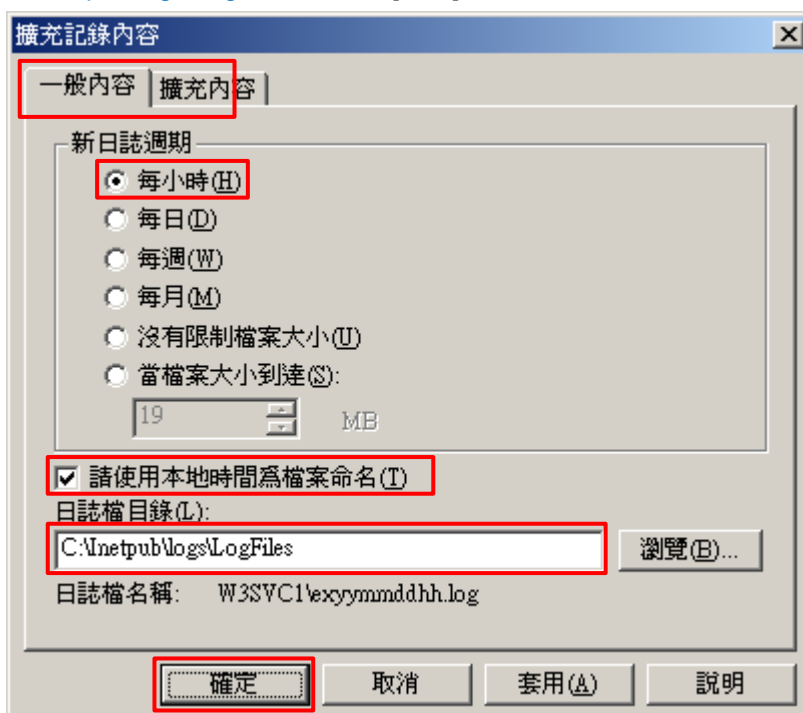 擴充記錄內容
一般內容 擴充內容
新日誌週期
每小時(H)
每日(D)
每週(W)
每月(M)
沒有限制檔案大小(U)
當檔案大小到達(S):
19 MB
請使用本地時間為檔案命名(T)
日誌檔目錄(L):
C:\Inetpub\logs\LogFiles 瀏覽(B)...
日誌檔名稱: W3SVC1\exyymmddhh.log
確定 取消 套用(A) 說明